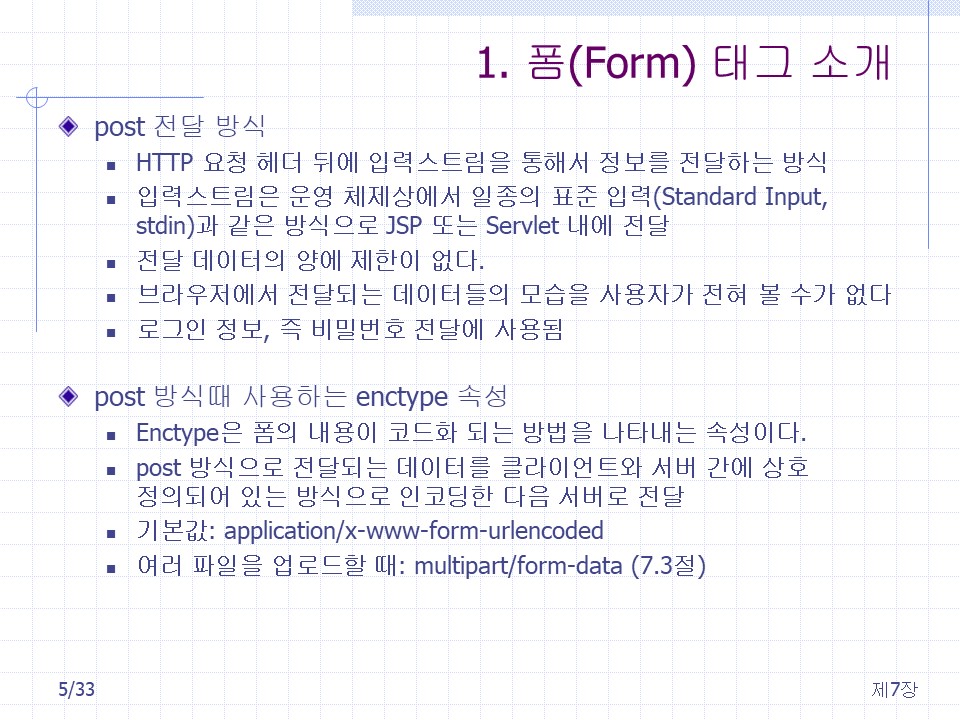 1. 폼(Form) 태그 소개
post 전달 방식
HTTP 요청 헤더 뒤에 입력스트림을 통해서 정보를 전달하는 방식
입력스트림은 운영 체제상에서 일종의 표준 입력(Standard Input,
stdin)과 같은 방식으로 JSP 또는 Servlet 내에 전달
전달 데이터의 양에 제한이 없다.
브라우저에서 전달되는 데이터들의 모습을 사용자가 전혀 볼 수가 없다
로그인 정보, 즉 비밀번호 전달에 사용됨
post 방식때 사용하는 enctype 속성
Enctype은 폼의 내용이 코드화 되는 방법을 나타내는 속성이다.
post 방식으로 전달되는 데이터를 클라이언트와 서버 간에 상호
정의되어 있는 방식으로 인코딩한 다음 서버로 전달
기본값: application/x-www-form-urlencoded
여러 파일을 업로드할 때: multipart/form-data (7.3절)
5/33
제7장